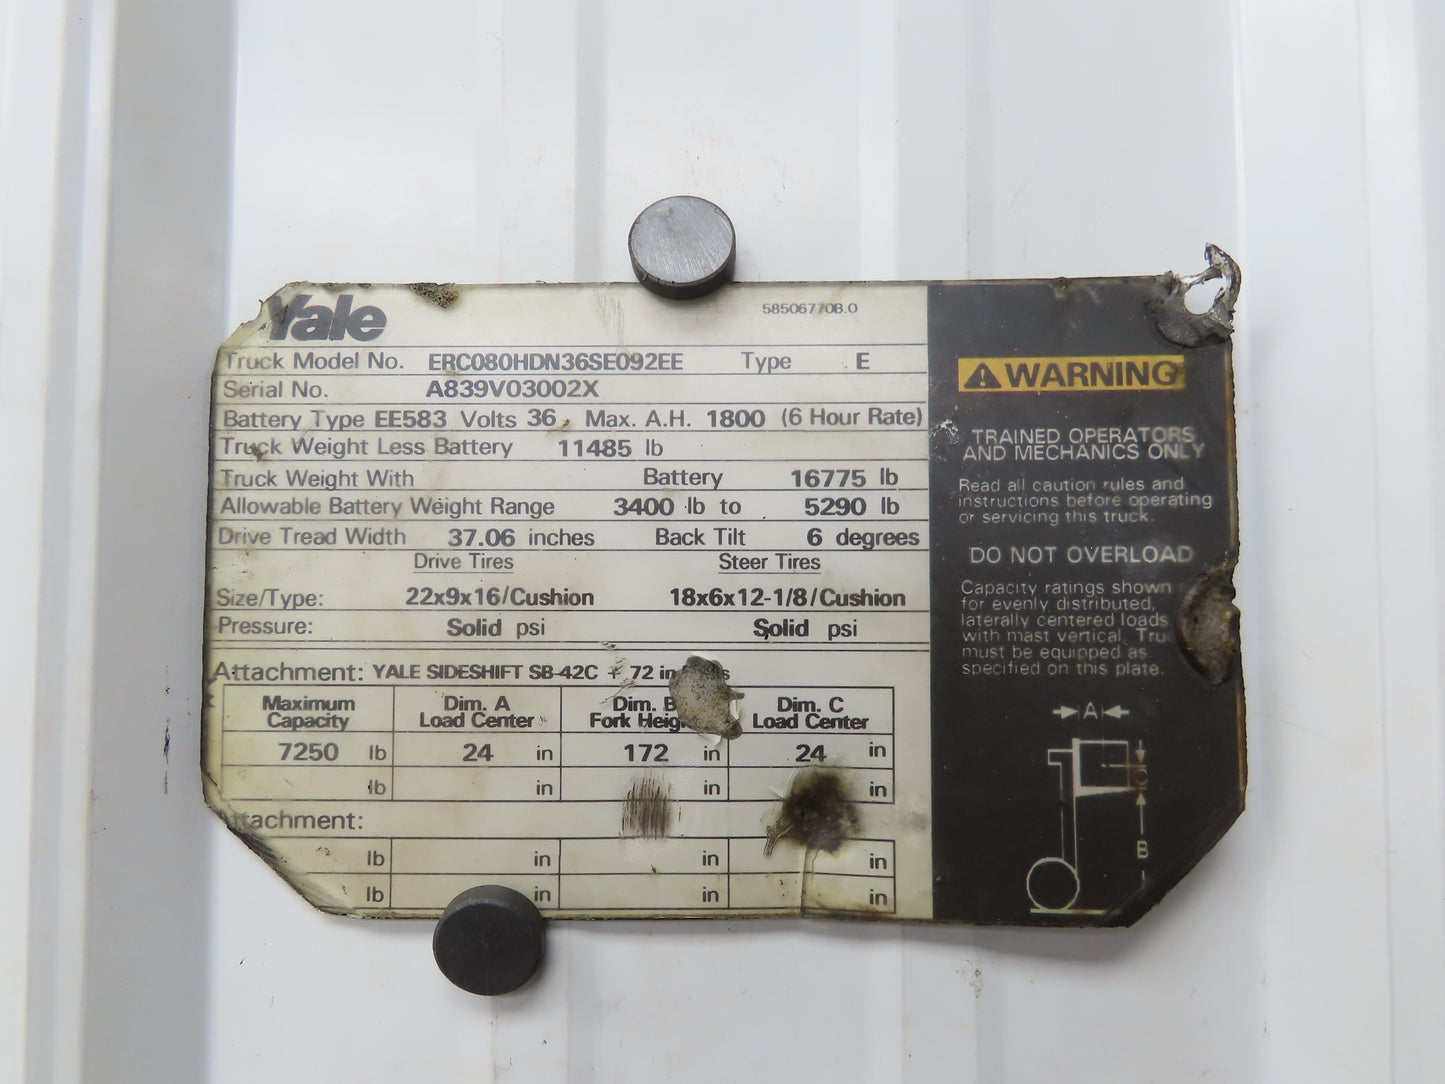 Yale
58506770B.0
Truck Model No. ERC080HDN36SE092EE Type E
Serial No. A839V03002X
Battery Type EE583 Volts 36 Max. A.H. 1800 (6 Hour Rate)
Truck Weight Less Battery 11485 lb
Truck Weight With Battery 16775 lb
Allowable Battery Weight Range 3400 lb to 5290 lb
Drive Tread Width 37.06 inches Back Tilt 6 degrees
Drive Tires Steer Tires
Size/Type: 22x9x16/Cushion 18x6x12-1/8/Cushion
Pressure: Solid psi Solid psi
Attachment: YALE SIDESHIFT SB-42C + 72
Maximum Capacity Dim. A Load Center Dim. B Fork Height Dim. C Load Center
7250 lb 24 in 172 in 24 in
lb in in in
Attachment:
lb in in in
lb in in in
WARNING
TRAINED OPERATORS
AND MECHANICS ONLY
Read all caution rules and
instructions before operating
or servicing this truck.
DO NOT OVERLOAD
Capacity ratings shown
for evenly distributed,
laterally centered loads
with mast vertical. Truck
must be equipped as
specified on this plate.
A
C
B